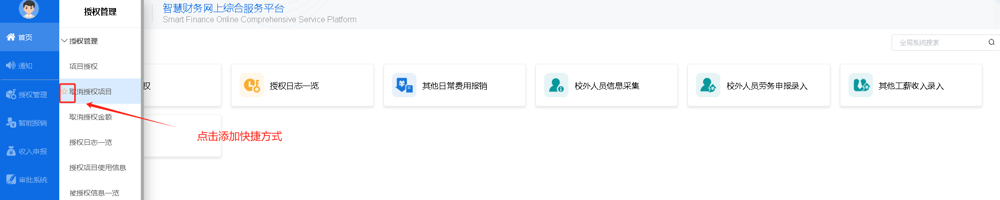 智慧财务网上综合服务平台
Smart Finance Online Comprehensive Service Platform
全局系统搜索
首页
通知
授权管理
智能报销
收入申报
审批系统
授权管理
授权管理
项目授权
取消授权项目
取消授权金额
授权日志一览
授权项目使用信息
被授权信息一览
权
授权日志一览
其他日常费用报销
校外人员信息采集
校外人员劳务申报录入
其他工薪收入录入
点击添加快捷方式